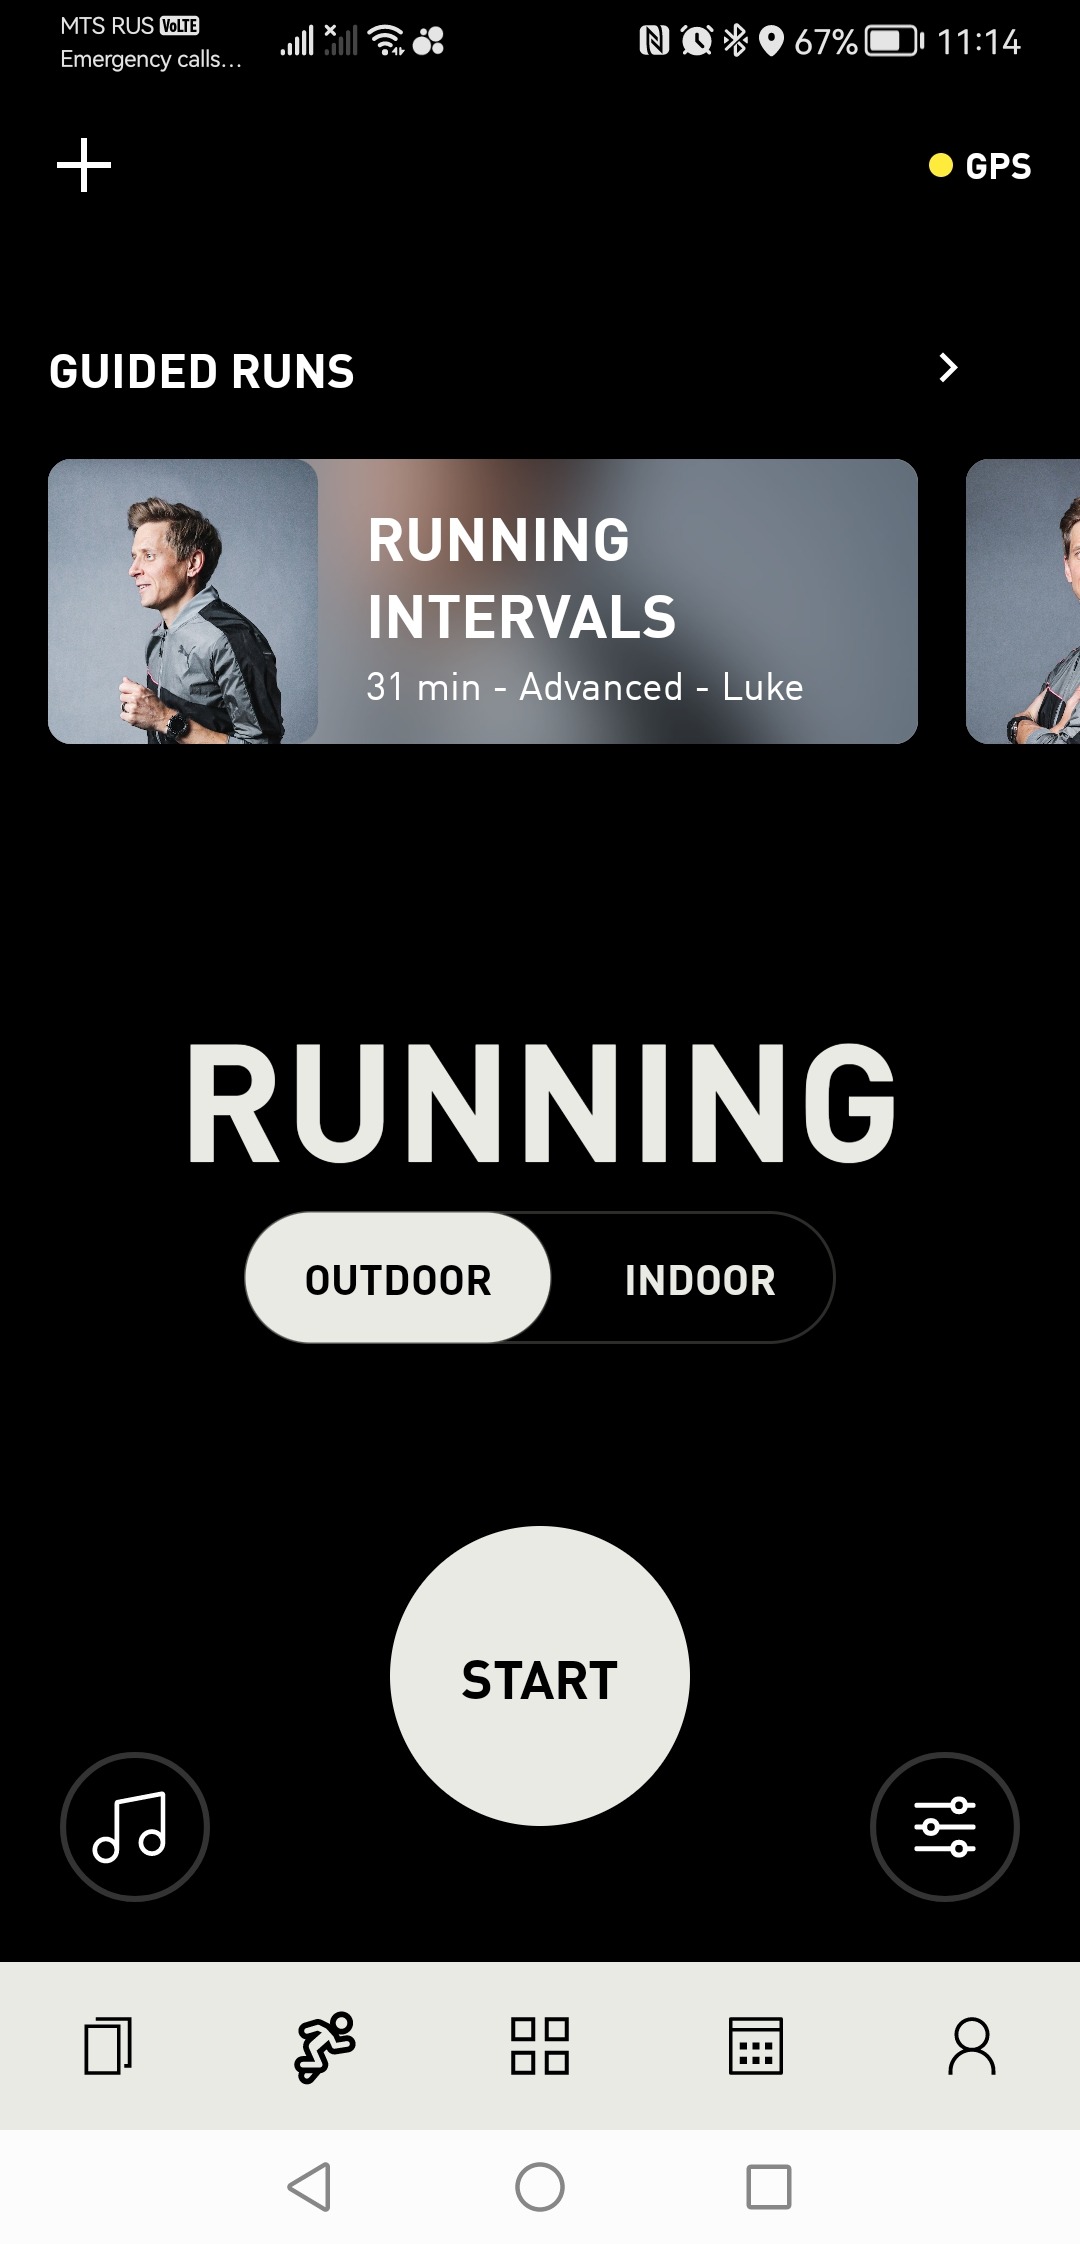 MTS RUS VoLTE
Emergency calls...
67% 11:14
GPS
GUIDED RUNS
RUNNING
INTERVALS
31 min - Advanced - Luke
RUNNING
OUTDOOR INDOOR
START